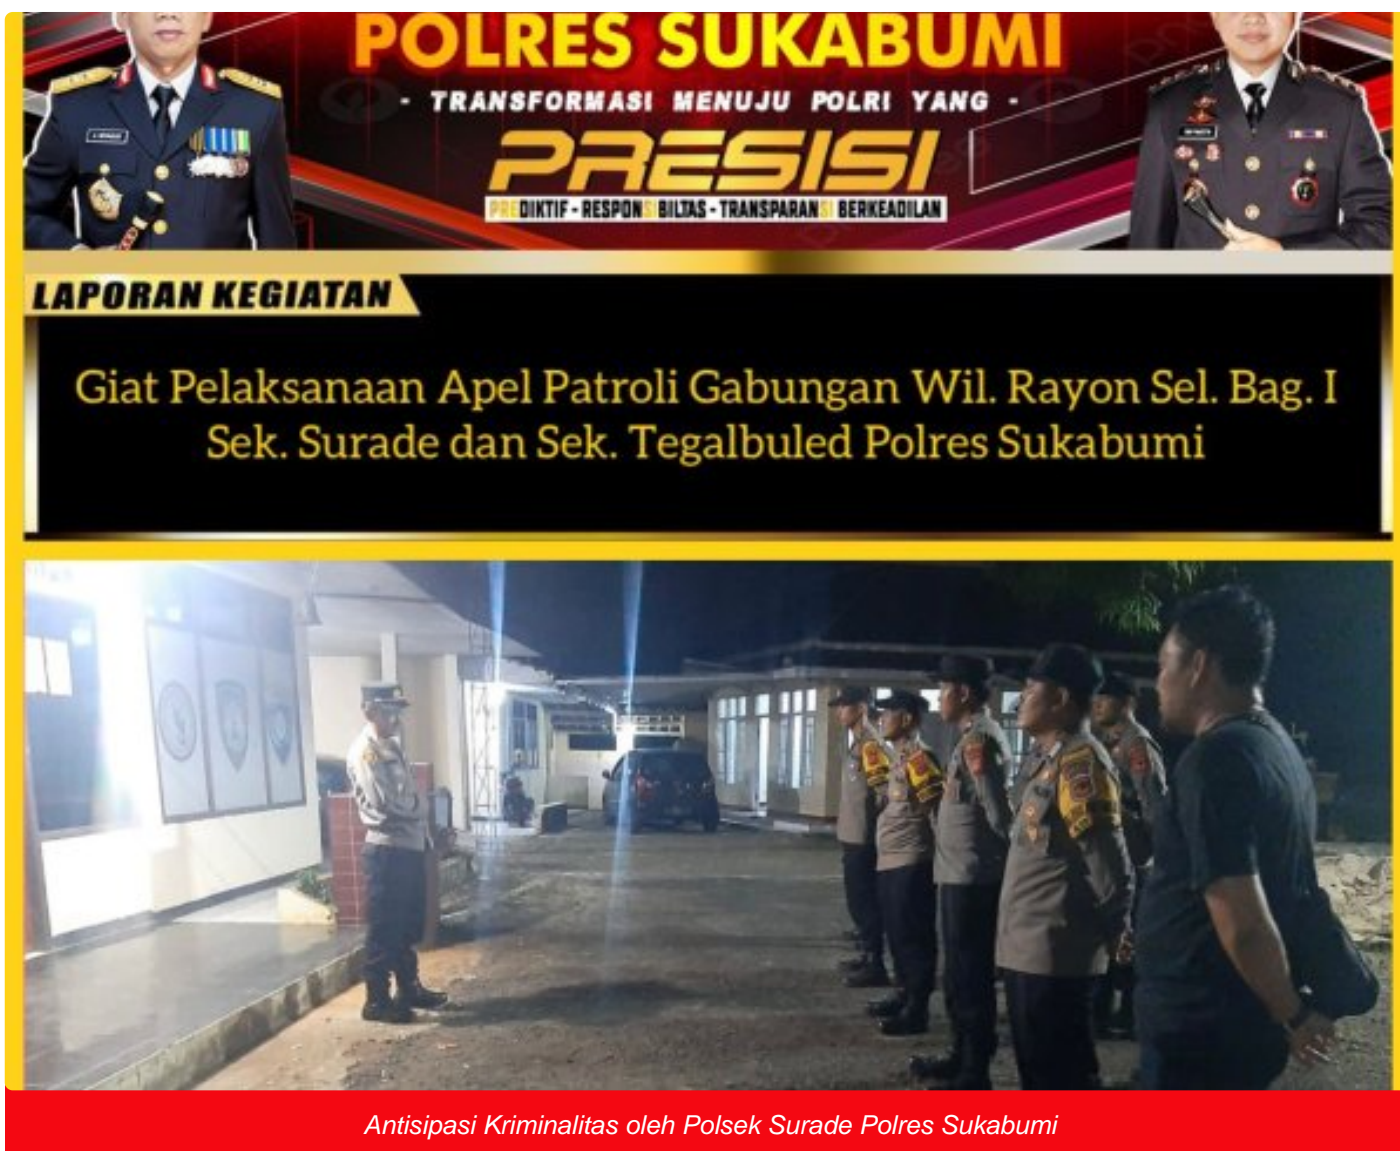 POLRES SUKABUMI
- TRANSFORMASI MENUJU POLRI YANG -
PRESISI
PREDIKTIF - RESPONSIBILTAS - TRANSPARANSI BERKEADILAN
LAPORAN KEGIATAN
Giat Pelaksanaan Apel Patroli Gabungan Wil. Rayon Sel. Bag. I
Sek. Surade dan Sek. Tegalbuled Polres Sukabumi
Antisipasi Kriminalitas oleh Polsek Surade Polres Sukabumi